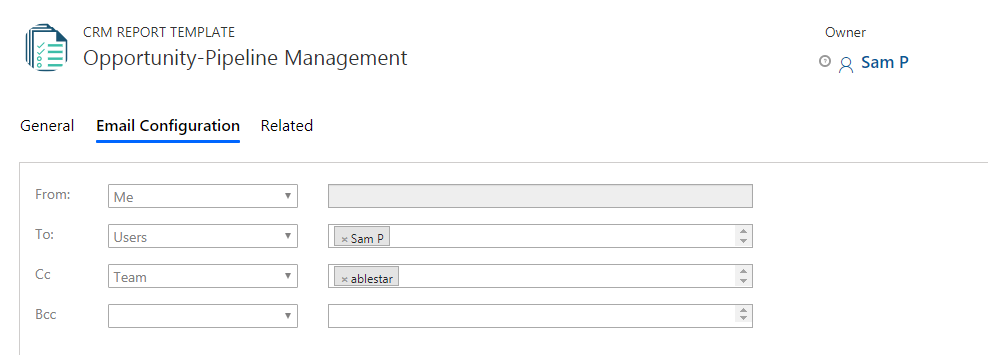 CRM REPORT TEMPLATE
Opportunity-Pipeline Management
Owner
Sam P
General Email Configuration Related
From: Me
To: Users × Sam P
Cc Team × ablestar
Bcc